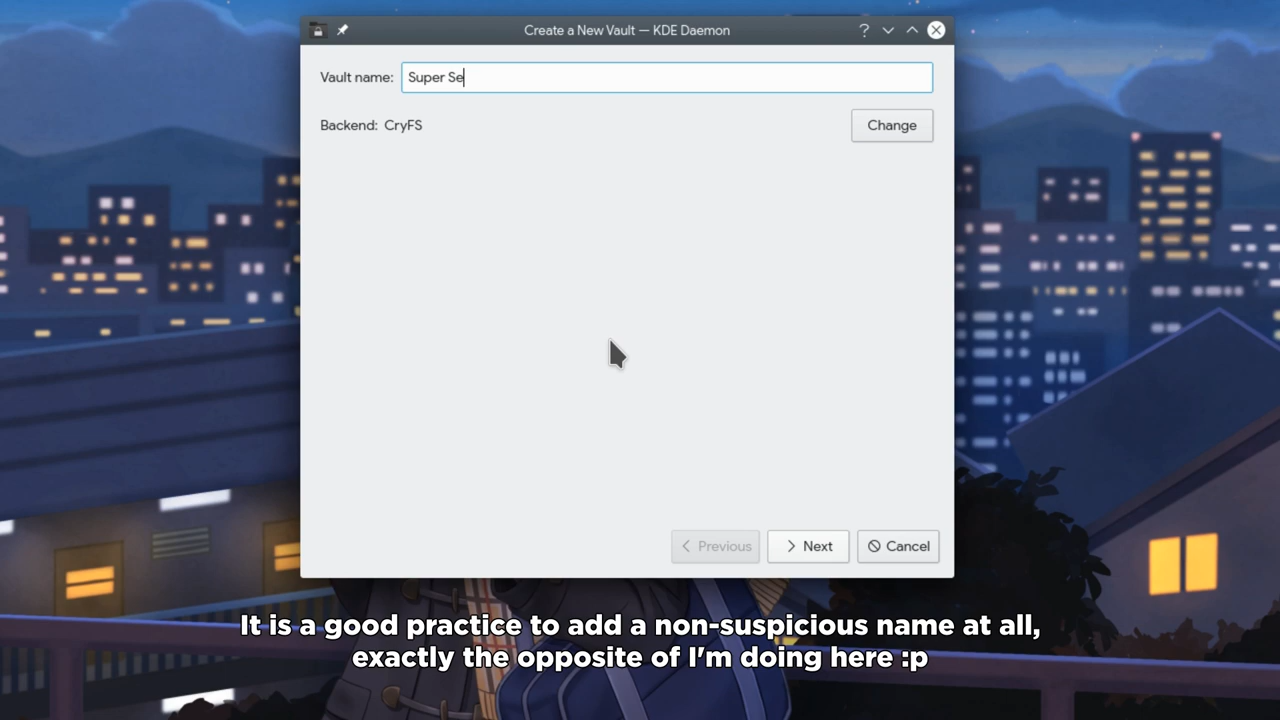 Create a New Vault — KDE Daemon
Vault name: Super Se
Backend: CryFS
Change
Previous
Next
Cancel
It is a good practice to add a non-suspicious name at all,
exactly the opposite of I'm doing here :p